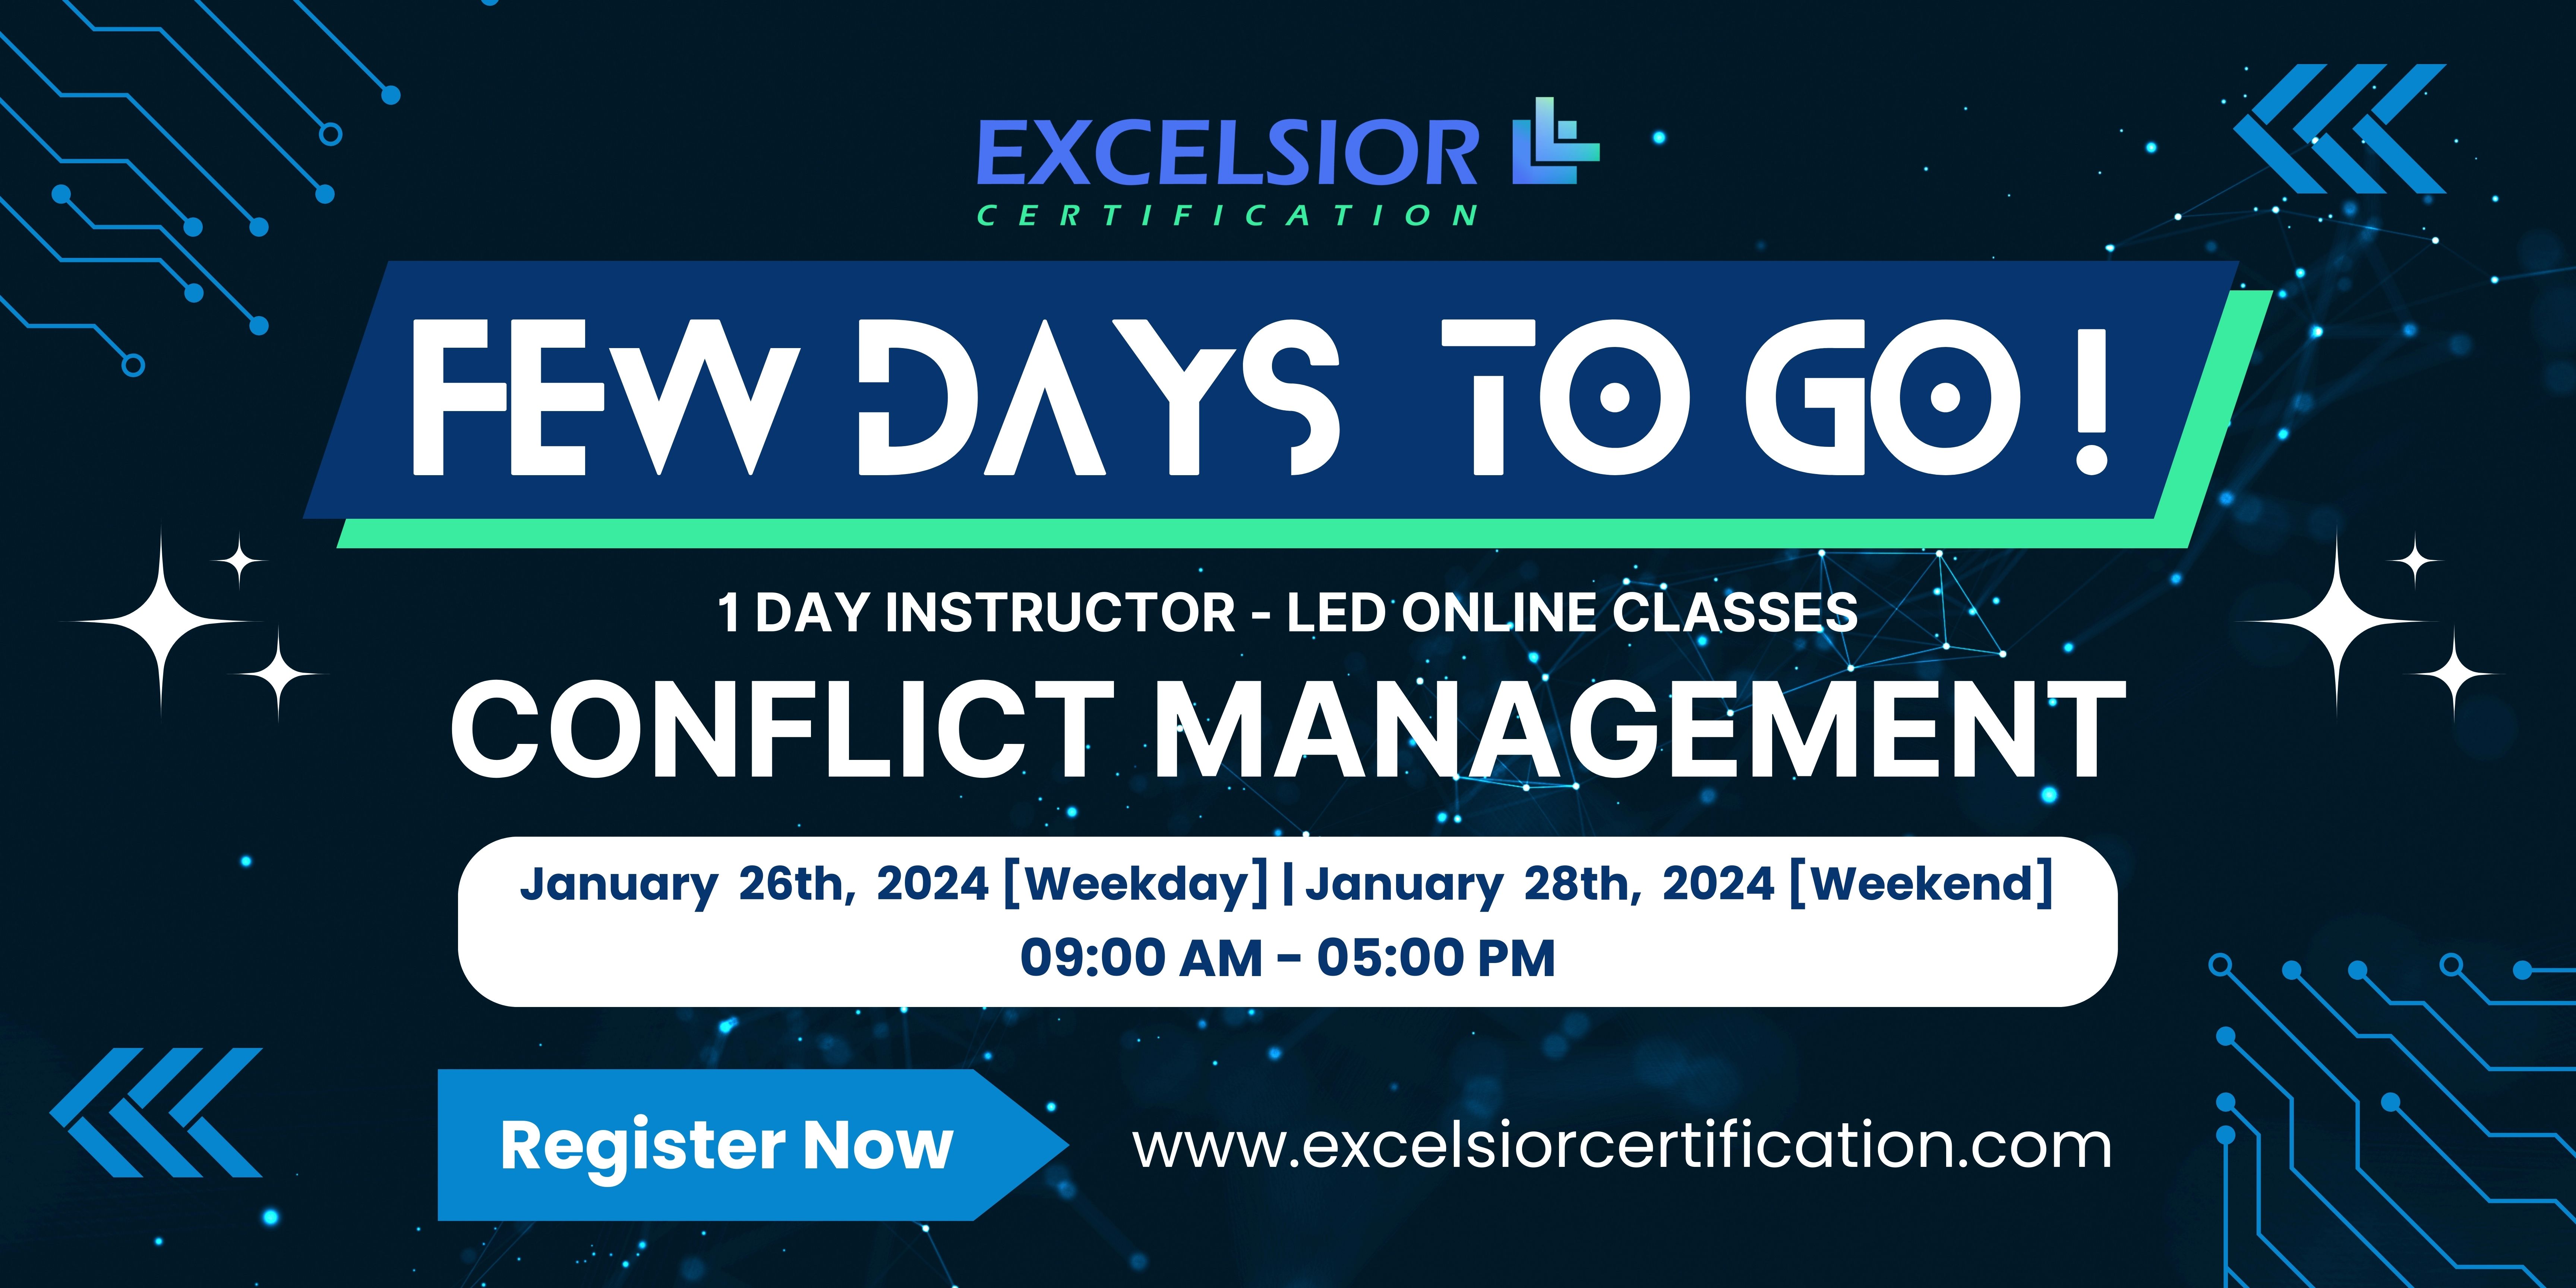 EXCELSIOR
CERTIFICATION
FEW DAYS TO GO !
1 DAY INSTRUCTOR - LED ONLINE CLASSES
CONFLICT MANAGEMENT
January 26th, 2024 [Weekday] | January 28th, 2024 [Weekend]
09:00 AM - 05:00 PM
Register Now
www.excelsiorcertification.com